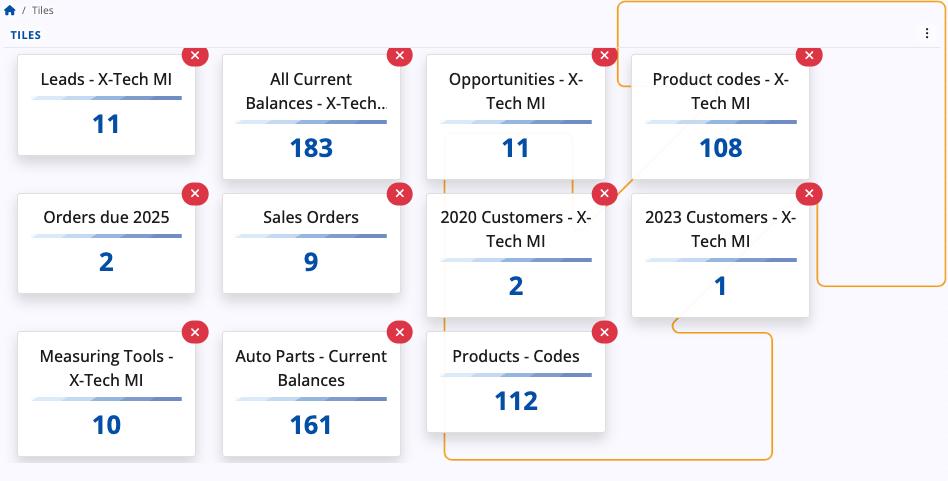 / Tiles
TILES
Leads - X-Tech MI
11
All Current
Balances - X-Tech...
183
Opportunities - X-
Tech MI
11
Product codes - X-
Tech MI
108
Orders due 2025
2
Sales Orders
9
2020 Customers - X-
Tech MI
2
2023 Customers - X-
Tech MI
1
Measuring Tools -
X-Tech MI
10
Auto Parts - Current
Balances
161
Products - Codes
112